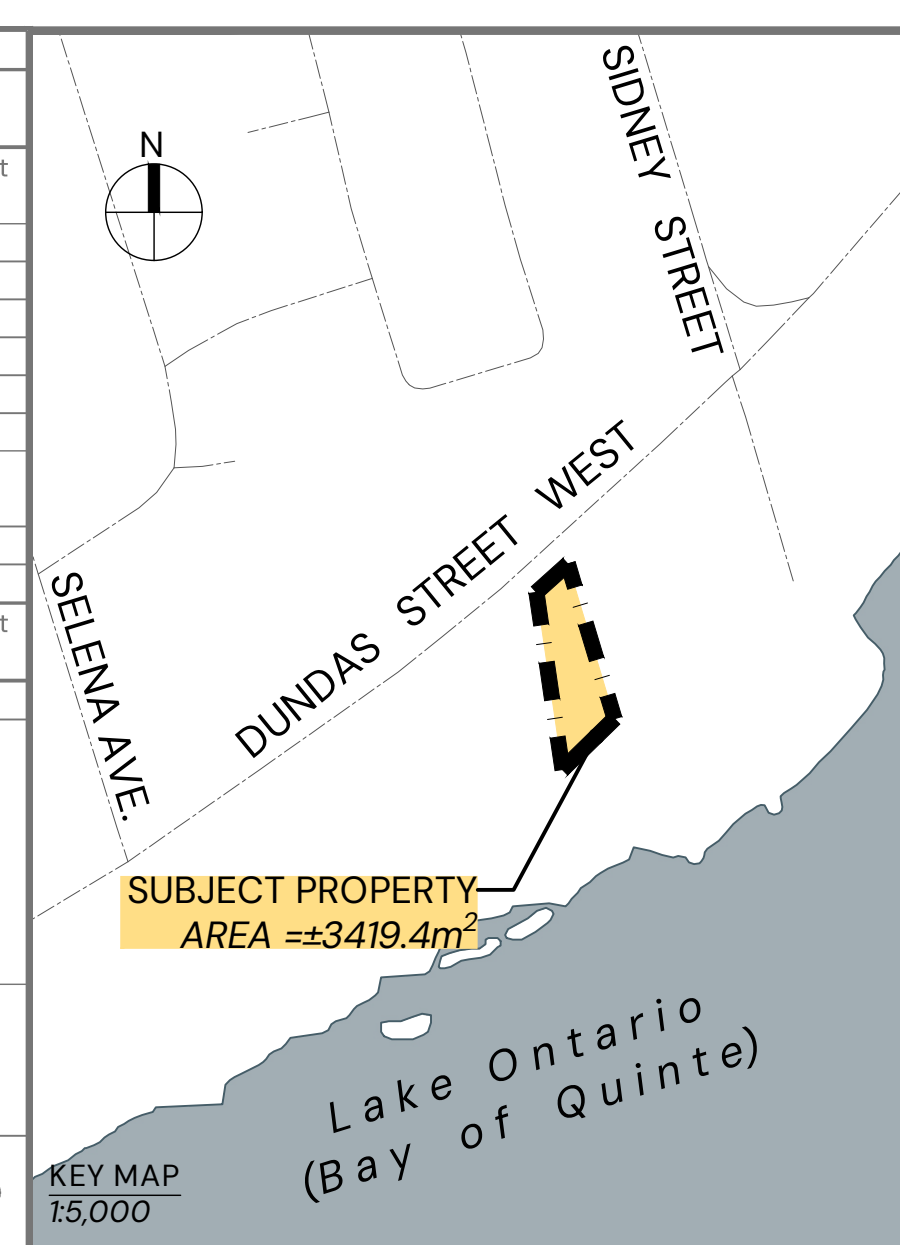 N
SIDNEY STREET
DUNDAS STREET WEST
SELENA AVE.
SUBJECT PROPERTY
AREA =±3419.4m²
Lake Ontario
(Bay of Quinte)
KEY MAP
1:5,000